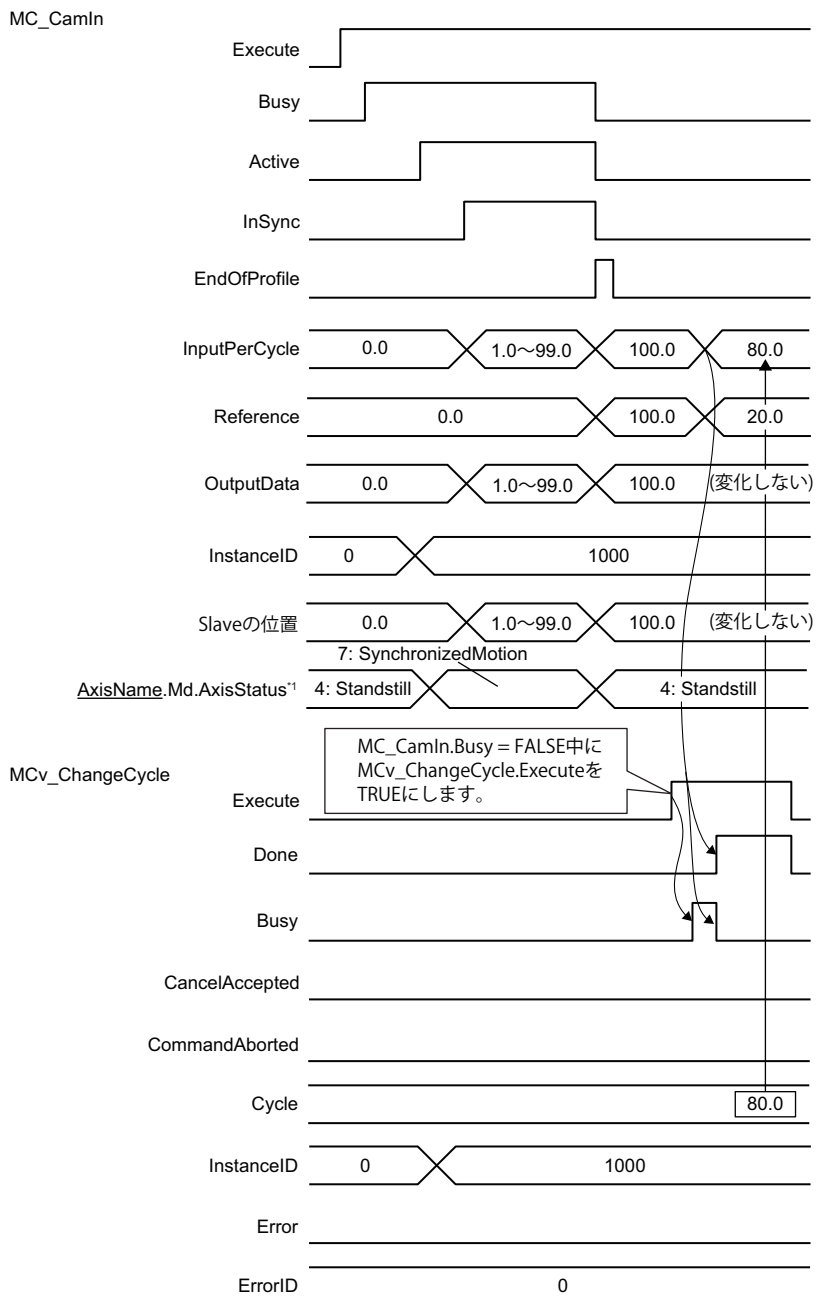 MC_CamIn
Execute
Busy
Active
InSync
EndOfProfile
InputPerCycle 0.0 1.0～99.0 100.0 80.0
Reference 0.0 100.0 20.0
OutputData 0.0 1.0～99.0 100.0 (変化しない)
InstanceID 0 1000
Slaveの位置 0.0 1.0～99.0 100.0 (変化しない)
7: SynchronizedMotion
AxisName.Md.AxisStatus*1 4: Standstill 4: Standstill
MC_CamIn.Busy = FALSE中に
MCv_ChangeCycle.Executeを
TRUEにします。
MCv_ChangeCycle
Execute
Done
Busy
CancelAccepted
CommandAborted
Cycle 80.0
InstanceID 0 1000
Error
ErrorID 0